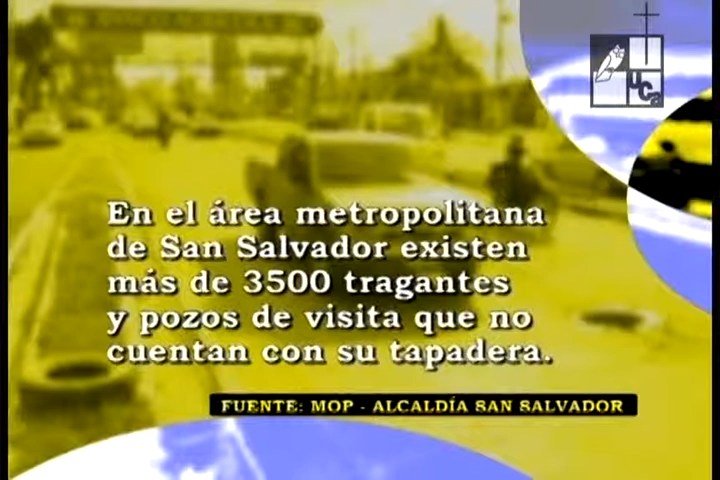 UCa
En el área metropolitana
de San Salvador existen
más de 3500 tragantes
y pozos de visita que no
cuentan con su tapadera.
FUENTE: MOP - ALCALDÍA SAN SALVADOR